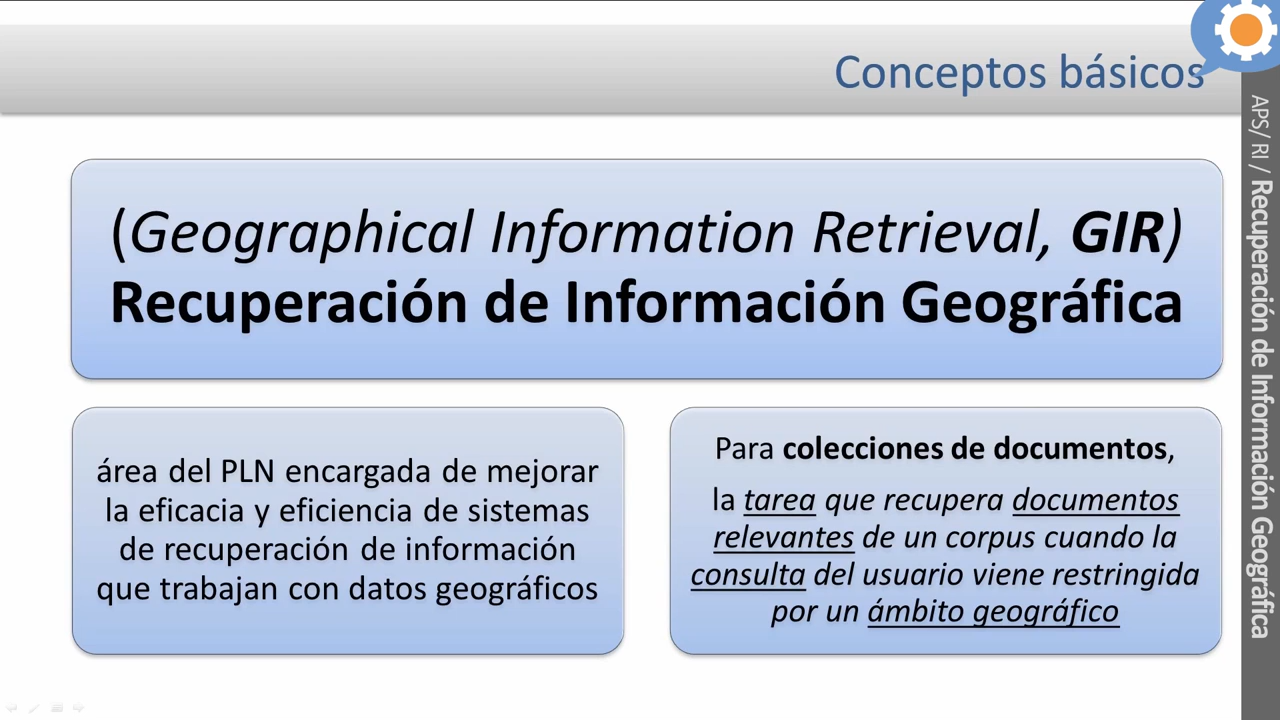 Conceptos básicos
(Geographical Information Retrieval, GIR)
Recuperación de Información Geográfica
área del PLN encargada de mejorar
la eficacia y eficiencia de sistemas
de recuperación de información
que trabajan con datos geográficos
Para colecciones de documentos,
la tarea que recupera documentos
relevantes de un corpus cuando la
consulta del usuario viene restringida
por un ámbito geográfico
APS/ RI / Recuperación de Información Geográfica